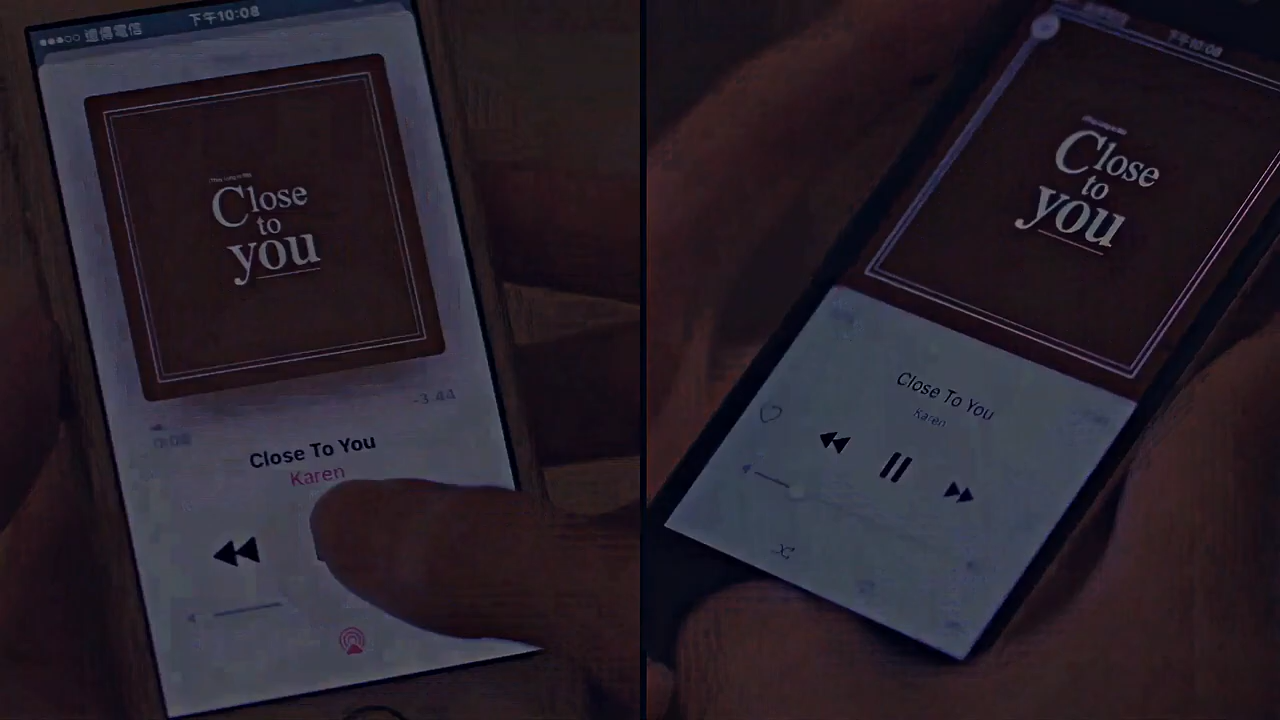 遠傳電信 下午10:08
Close
to
you
0:08 -3:44
Close To You
Karen
下午10:08
Close
to
you
Close To You
Karen